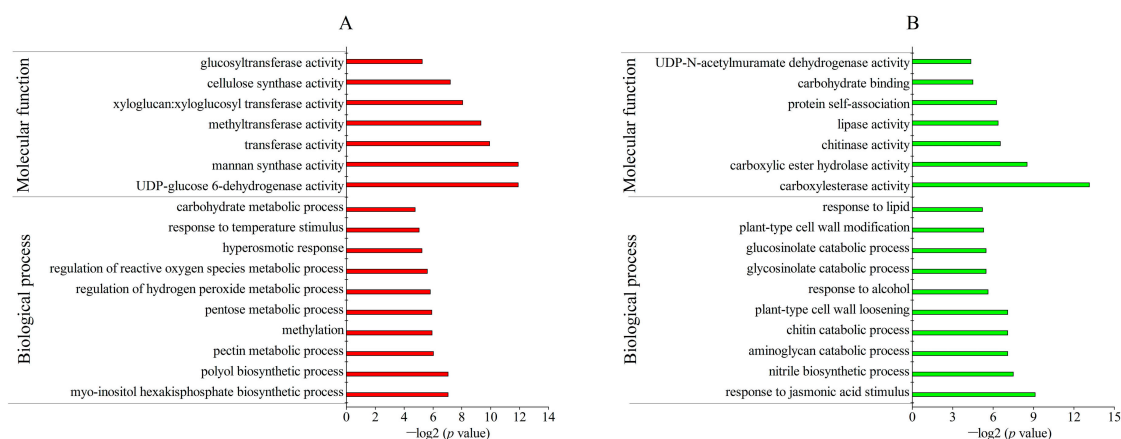 A
Molecular function
glucosyltransferase activity
cellulose synthase activity
xyloglucan:xyloglucosyl transferase activity
methyltransferase activity
transferase activity
mannan synthase activity
UDP-glucose 6-dehydrogenase activity
Biological process
carbohydrate metabolic process
response to temperature stimulus
hyperosmotic response
regulation of reactive oxygen species metabolic process
regulation of hydrogen peroxide metabolic process
pentose metabolic process
methylation
pectin metabolic process
polyol biosynthetic process
myo-inositol hexakisphosphate biosynthetic process
0 2 4 6 8 10 12 14
−log2 (p value)
B
Molecular function
UDP-N-acetylmuramate dehydrogenase activity
carbohydrate binding
protein self-association
lipase activity
chitinase activity
carboxylic ester hydrolase activity
carboxylesterase activity
Biological process
response to lipid
plant-type cell wall modification
glucosinolate catabolic process
glycosinolate catabolic process
response to alcohol
plant-type cell wall loosening
chitin catabolic process
aminoglycan catabolic process
nitrile biosynthetic process
response to jasmonic acid stimulus
0 3 6 9 12 15
−log2 (p value)